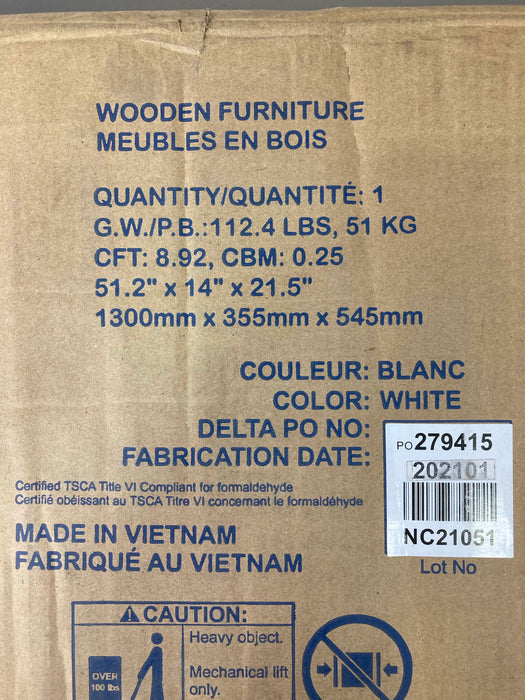 WOODEN FURNITURE
MEUBLES EN BOIS
QUANTITY/QUANTITÉ: 1
G.W./P.B.:112.4 LBS, 51 KG
CFT: 8.92, CBM: 0.25
51.2" x 14" x 21.5"
1300mm x 355mm x 545mm
COULEUR: BLANC
COLOR: WHITE
DELTA PO NO:
PO 279415
FABRICATION DATE:
202101
Certified TSCA Title VI Compliant for formaldehyde
Certifié obéissant au TSCA Titre VI concernant le formaldéhyde
NC21051
MADE IN VIETNAM
FABRIQUÉ AU VIETNAM
Lot No
CAUTION:
Heavy object.
Mechanical lift
only.
OVER
100 lbs